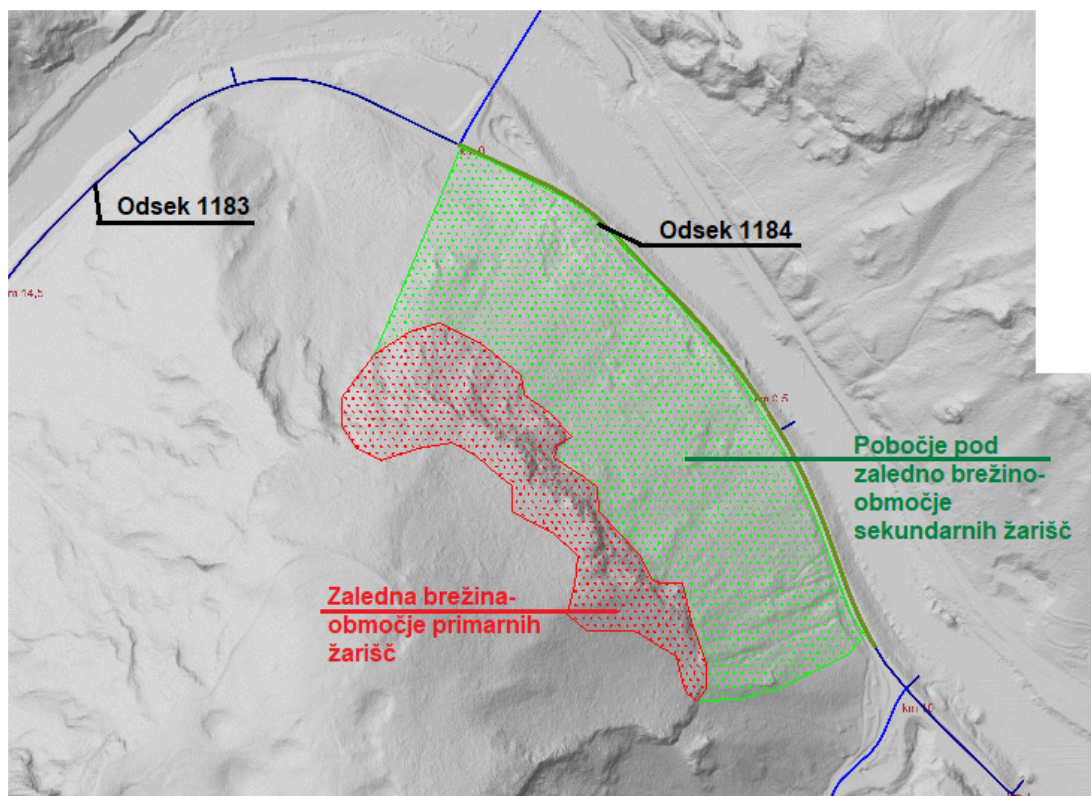 Odsek 1183
Odsek 1184
Pobočje pod
zaledno brežino-
območje
sekundarnih žarišč
Zaledna brežina-
območje primarnih
žarišč